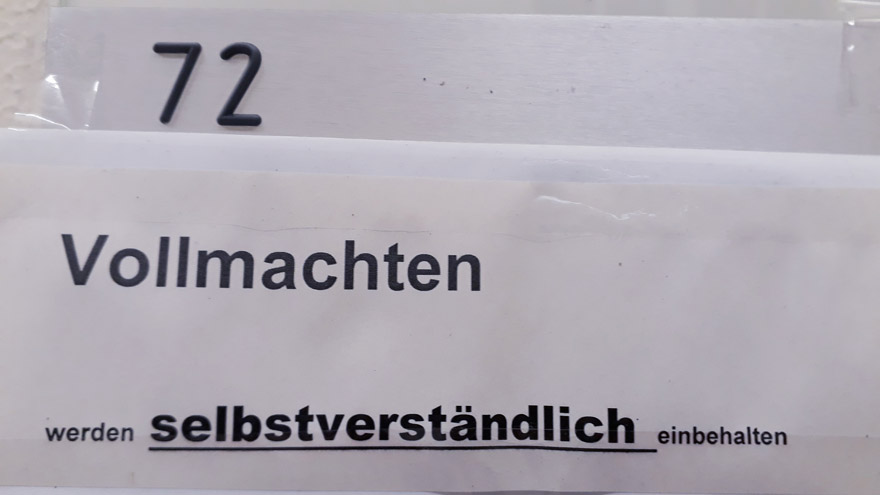 72
Vollmachten
werden selbstverständlich einbehalten